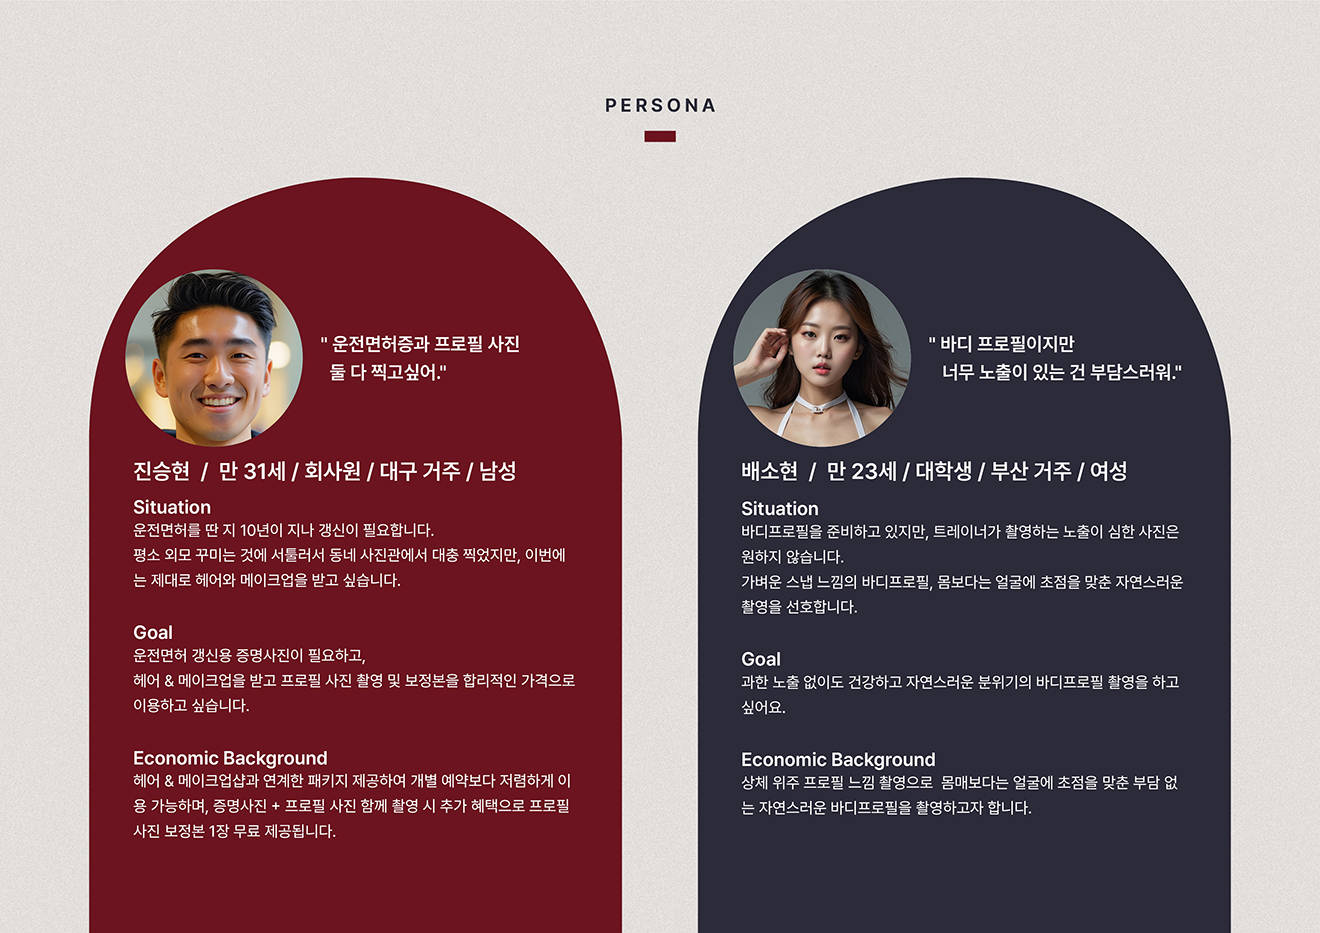 PERSONA
" 운전면허증과 프로필 사진
둘 다 찍고싶어."
진승현 / 만 31세 / 회사원 / 대구 거주 / 남성
Situation
운전면허를 딴 지 10년이 지나 갱신이 필요합니다.
평소 외모 꾸미는 것에 서툴러서 동네 사진관에서 대충 찍었지만, 이번에
는 제대로 헤어와 메이크업을 받고 싶습니다.
Goal
운전면허 갱신용 증명사진이 필요하고,
헤어 & 메이크업을 받고 프로필 사진 촬영 및 보정본을 합리적인 가격으로
이용하고 싶습니다.
Economic Background
헤어 & 메이크업샵과 연계한 패키지 제공하여 개별 예약보다 저렴하게 이
용 가능하며, 증명사진 + 프로필 사진 함께 촬영 시 추가 혜택으로 프로필
사진 보정본 1장 무료 제공됩니다.
" 바디 프로필이지만
너무 노출이 있는 건 부담스러워."
배소현 / 만 23세 / 대학생 / 부산 거주 / 여성
Situation
바디프로필을 준비하고 있지만, 트레이너가 촬영하는 노출이 심한 사진은
원하지 않습니다.
가벼운 스냅 느낌의 바디프로필, 몸보다는 얼굴에 초점을 맞춘 자연스러운
촬영을 선호합니다.
Goal
과한 노출 없이도 건강하고 자연스러운 분위기의 바디프로필 촬영을 하고
싶어요.
Economic Background
상체 위주 프로필 느낌 촬영으로 몸매보다는 얼굴에 초점을 맞춘 부담 없
는 자연스러운 바디프로필을 촬영하고자 합니다.